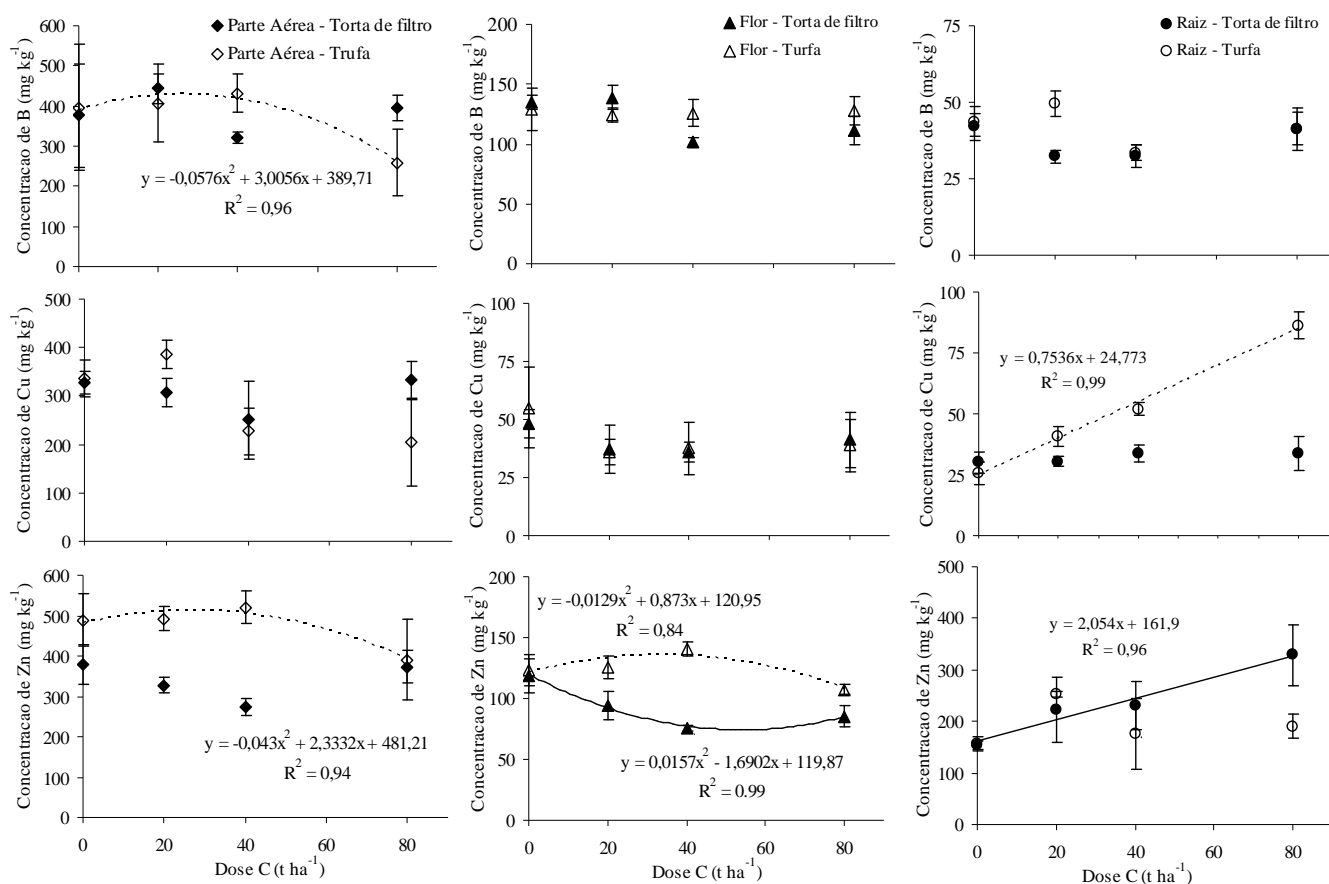 Parte Aérea - Torta de filtro
Parte Aérea - Trufa
Concentracao de B (mg kg⁻¹)
600
500
400
300
200
100
0
y = -0,0576x² + 3,0056x + 389,71
R² = 0,96
Flor - Torta de filtro
Flor - Turfa
Concentracao de B (mg kg⁻¹)
200
150
100
50
0
Raiz - Torta de filtro
Raiz - Turfa
Concentracao de B (mg kg⁻¹)
75
50
25
0
Concentracao de Cu (mg kg⁻¹)
500
400
300
200
100
0
Concentracao de Cu (mg kg⁻¹)
100
75
50
25
0
Concentracao de Cu (mg kg⁻¹)
100
75
50
25
0
y = 0,7536x + 24,773
R² = 0,99
Concentracao de Zn (mg kg⁻¹)
600
500
400
300
200
100
0
y = -0,043x² + 2,3332x + 481,21
R² = 0,94
0 20 40 60 80
Dose C (t ha⁻¹)
Concentracao de Zn (mg kg⁻¹)
200
150
100
50
0
y = -0,0129x² + 0,873x + 120,95
R² = 0,84
y = 0,0157x² - 1,6902x + 119,87
R² = 0.99
0 20 40 60 80
Dose C (t ha⁻¹)
Concentracao de Zn (mg kg⁻¹)
500
400
300
200
100
0
y = 2,054x + 161,9
R² = 0,96
0 20 40 60 80
Dose C (t ha⁻¹)